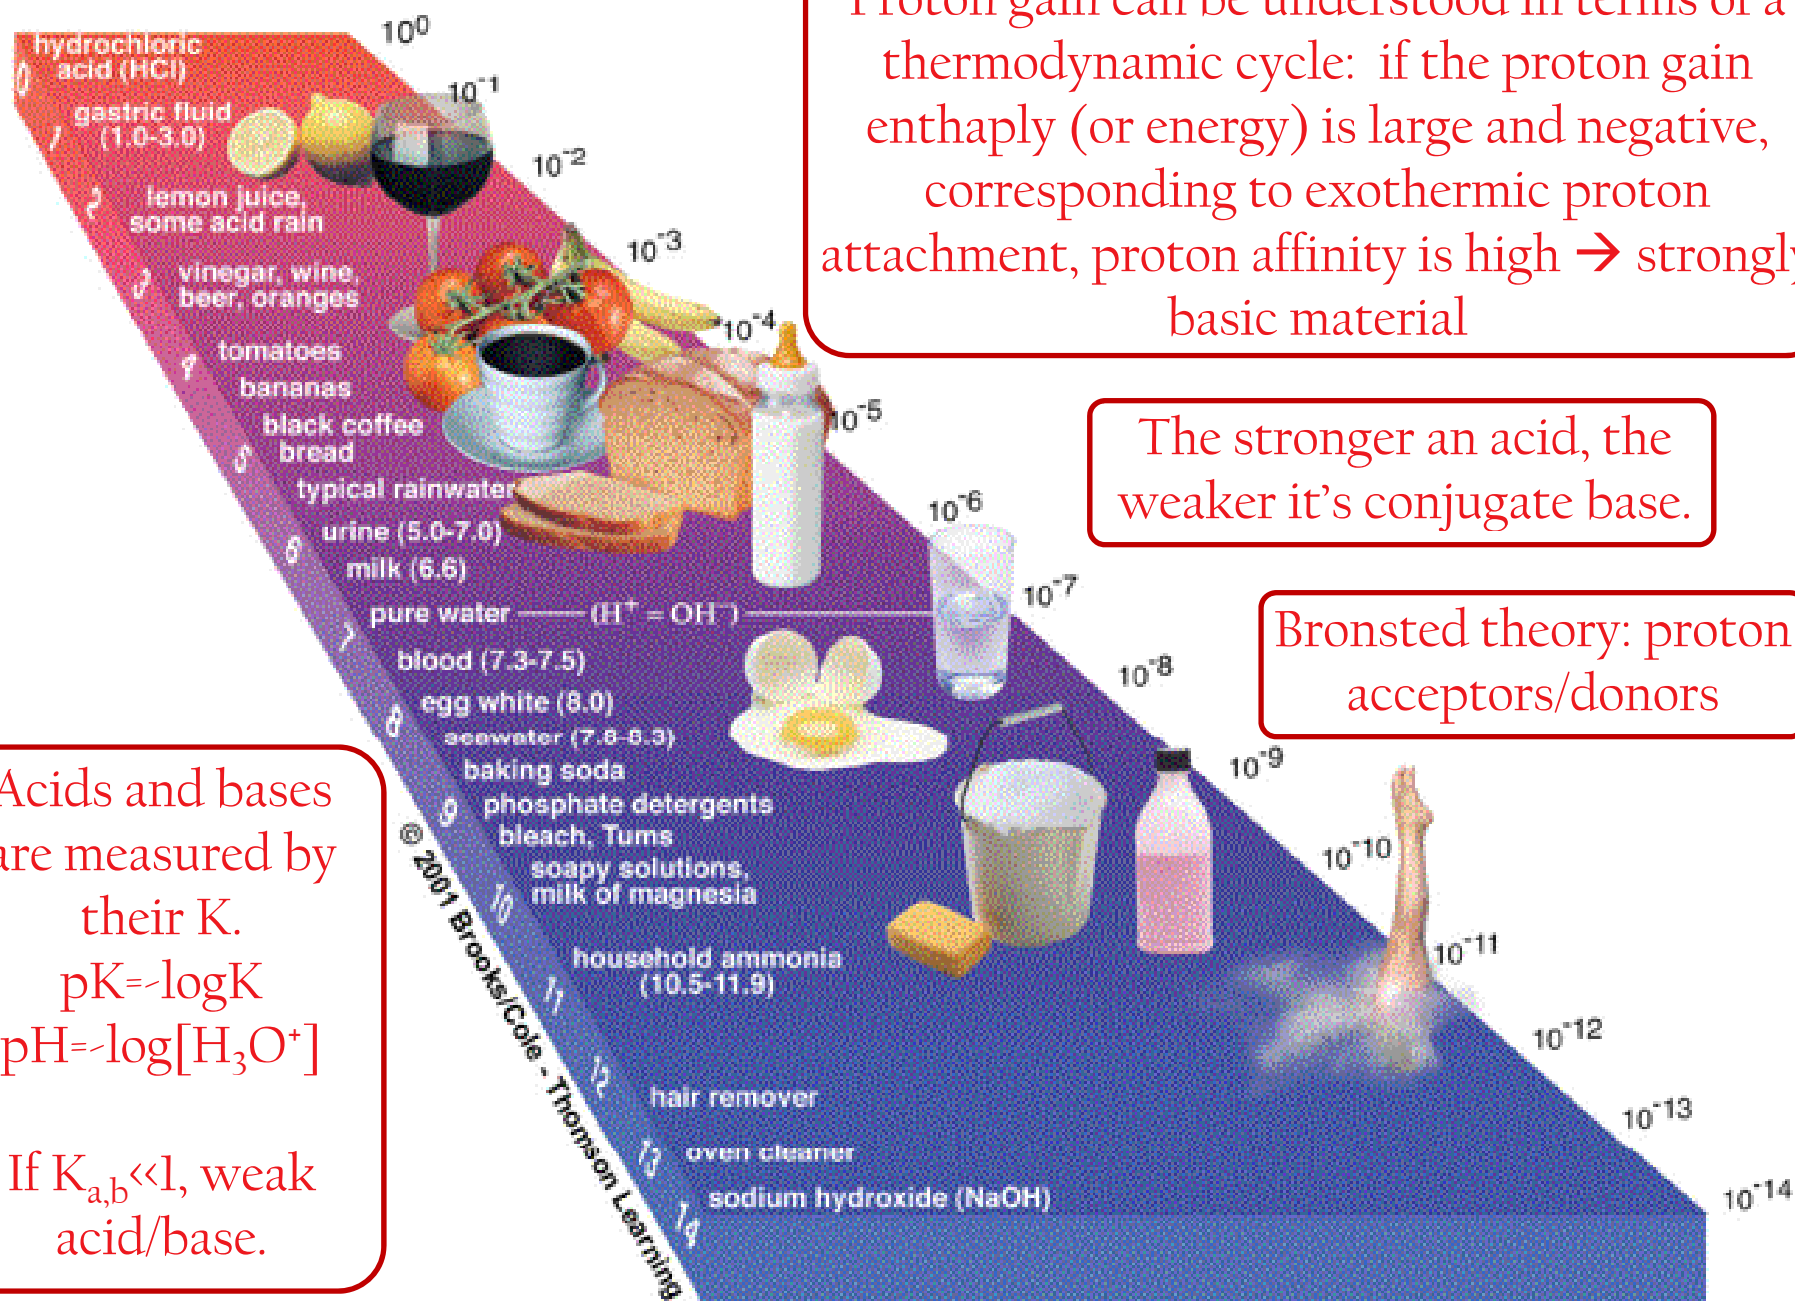 Proton gain can be understood in terms of a
thermodynamic cycle: if the proton gain
enthaply (or energy) is large and negative,
corresponding to exothermic proton
attachment, proton affinity is high → strongly
basic material
The stronger an acid, the
weaker it's conjugate base.
Bronsted theory: proton
acceptors/donors
Acids and bases
are measured by
their K.
pK=-logK
pH=-log[H₃O⁺]
If Kₐ,b<<1, weak
acid/base.
0
hydrochloric
acid (HCl)
10⁰
1
gastric fluid
(1.0-3.0)
10⁻¹
2
lemon juice,
some acid rain
10⁻²
3
vinegar, wine,
beer, oranges
10⁻³
4
tomatoes
bananas
10⁻⁴
black coffee
bread
5
10⁻⁵
typical rainwater
urine (5.0-7.0)
6
10⁻⁶
milk (6.6)
pure water (H⁺ = OH⁻)
7
10⁻⁷
blood (7.3-7.5)
egg white (8.0)
8
10⁻⁸
seawater (7.8-8.3)
baking soda
9
10⁻⁹
phosphate detergents
bleach, Tums
soapy solutions,
milk of magnesia
10
10⁻¹⁰
household ammonia
(10.5-11.9)
11
10⁻¹¹
12
hair remover
10⁻¹²
13
oven cleaner
10⁻¹³
14
sodium hydroxide (NaOH)
10⁻¹⁴
© 2001 Brooks/Cole - Thomson Learning